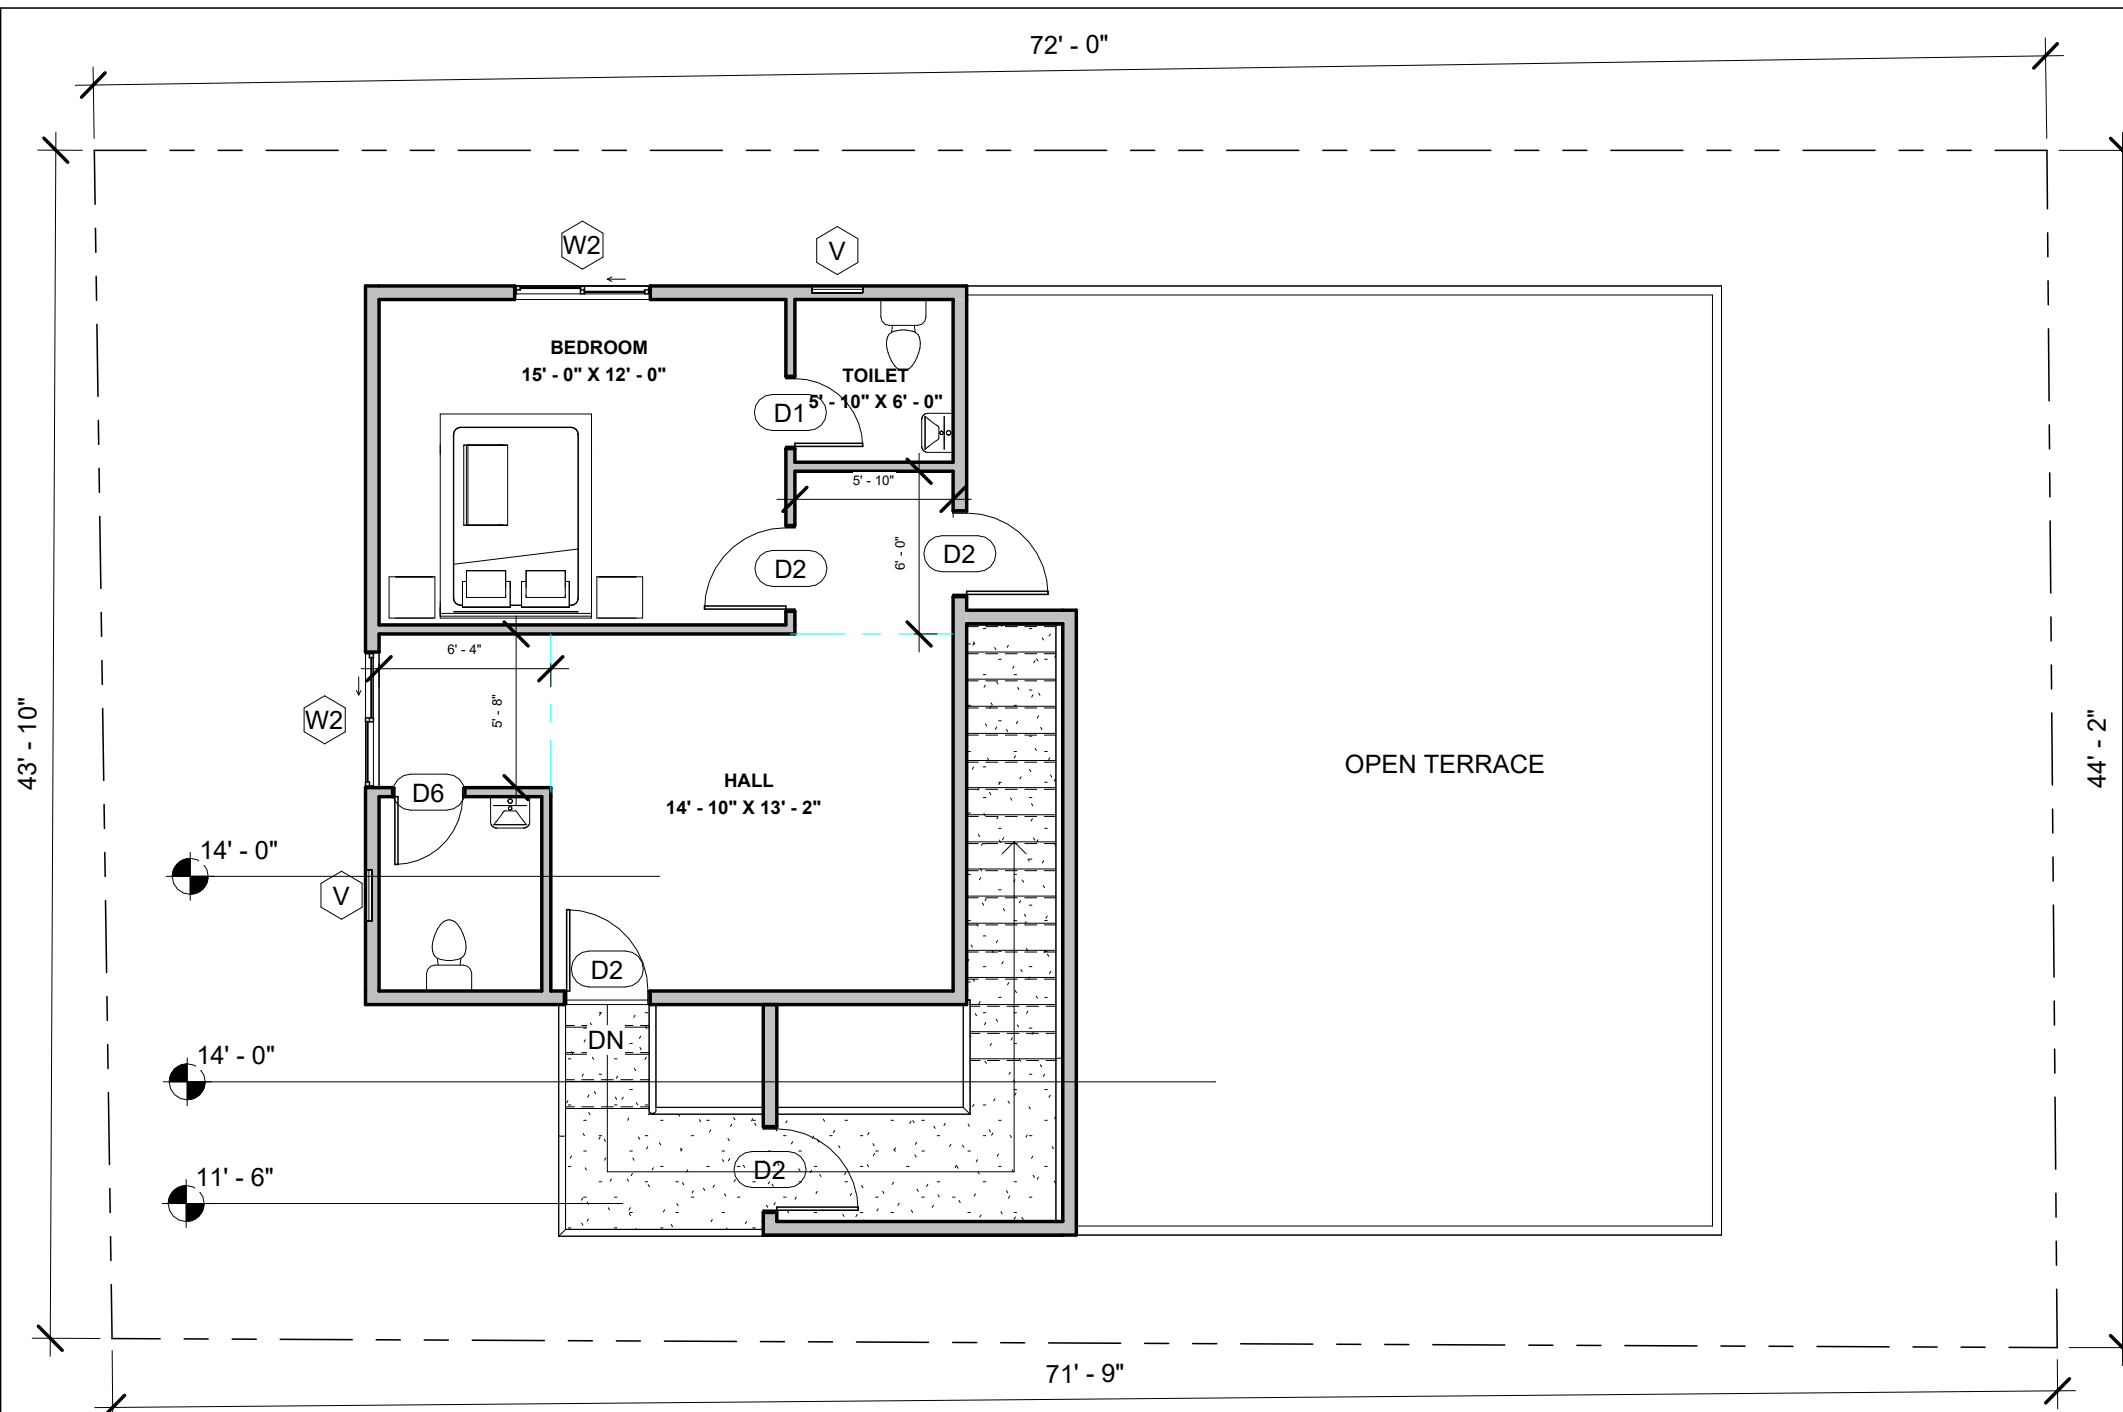 72' - 0"
W2
V
BEDROOM
15' - 0" X 12' - 0"
TOILET
5' - 10" X 6' - 0"
D1
5' - 10"
D2
6' - 0"
D2
6' - 4"
5' - 8"
W2
43' - 10"
44' - 2"
OPEN TERRACE
HALL
14' - 10" X 13' - 2"
D6
14' - 0"
V
D2
DN
14' - 0"
D2
11' - 6"
71' - 9"